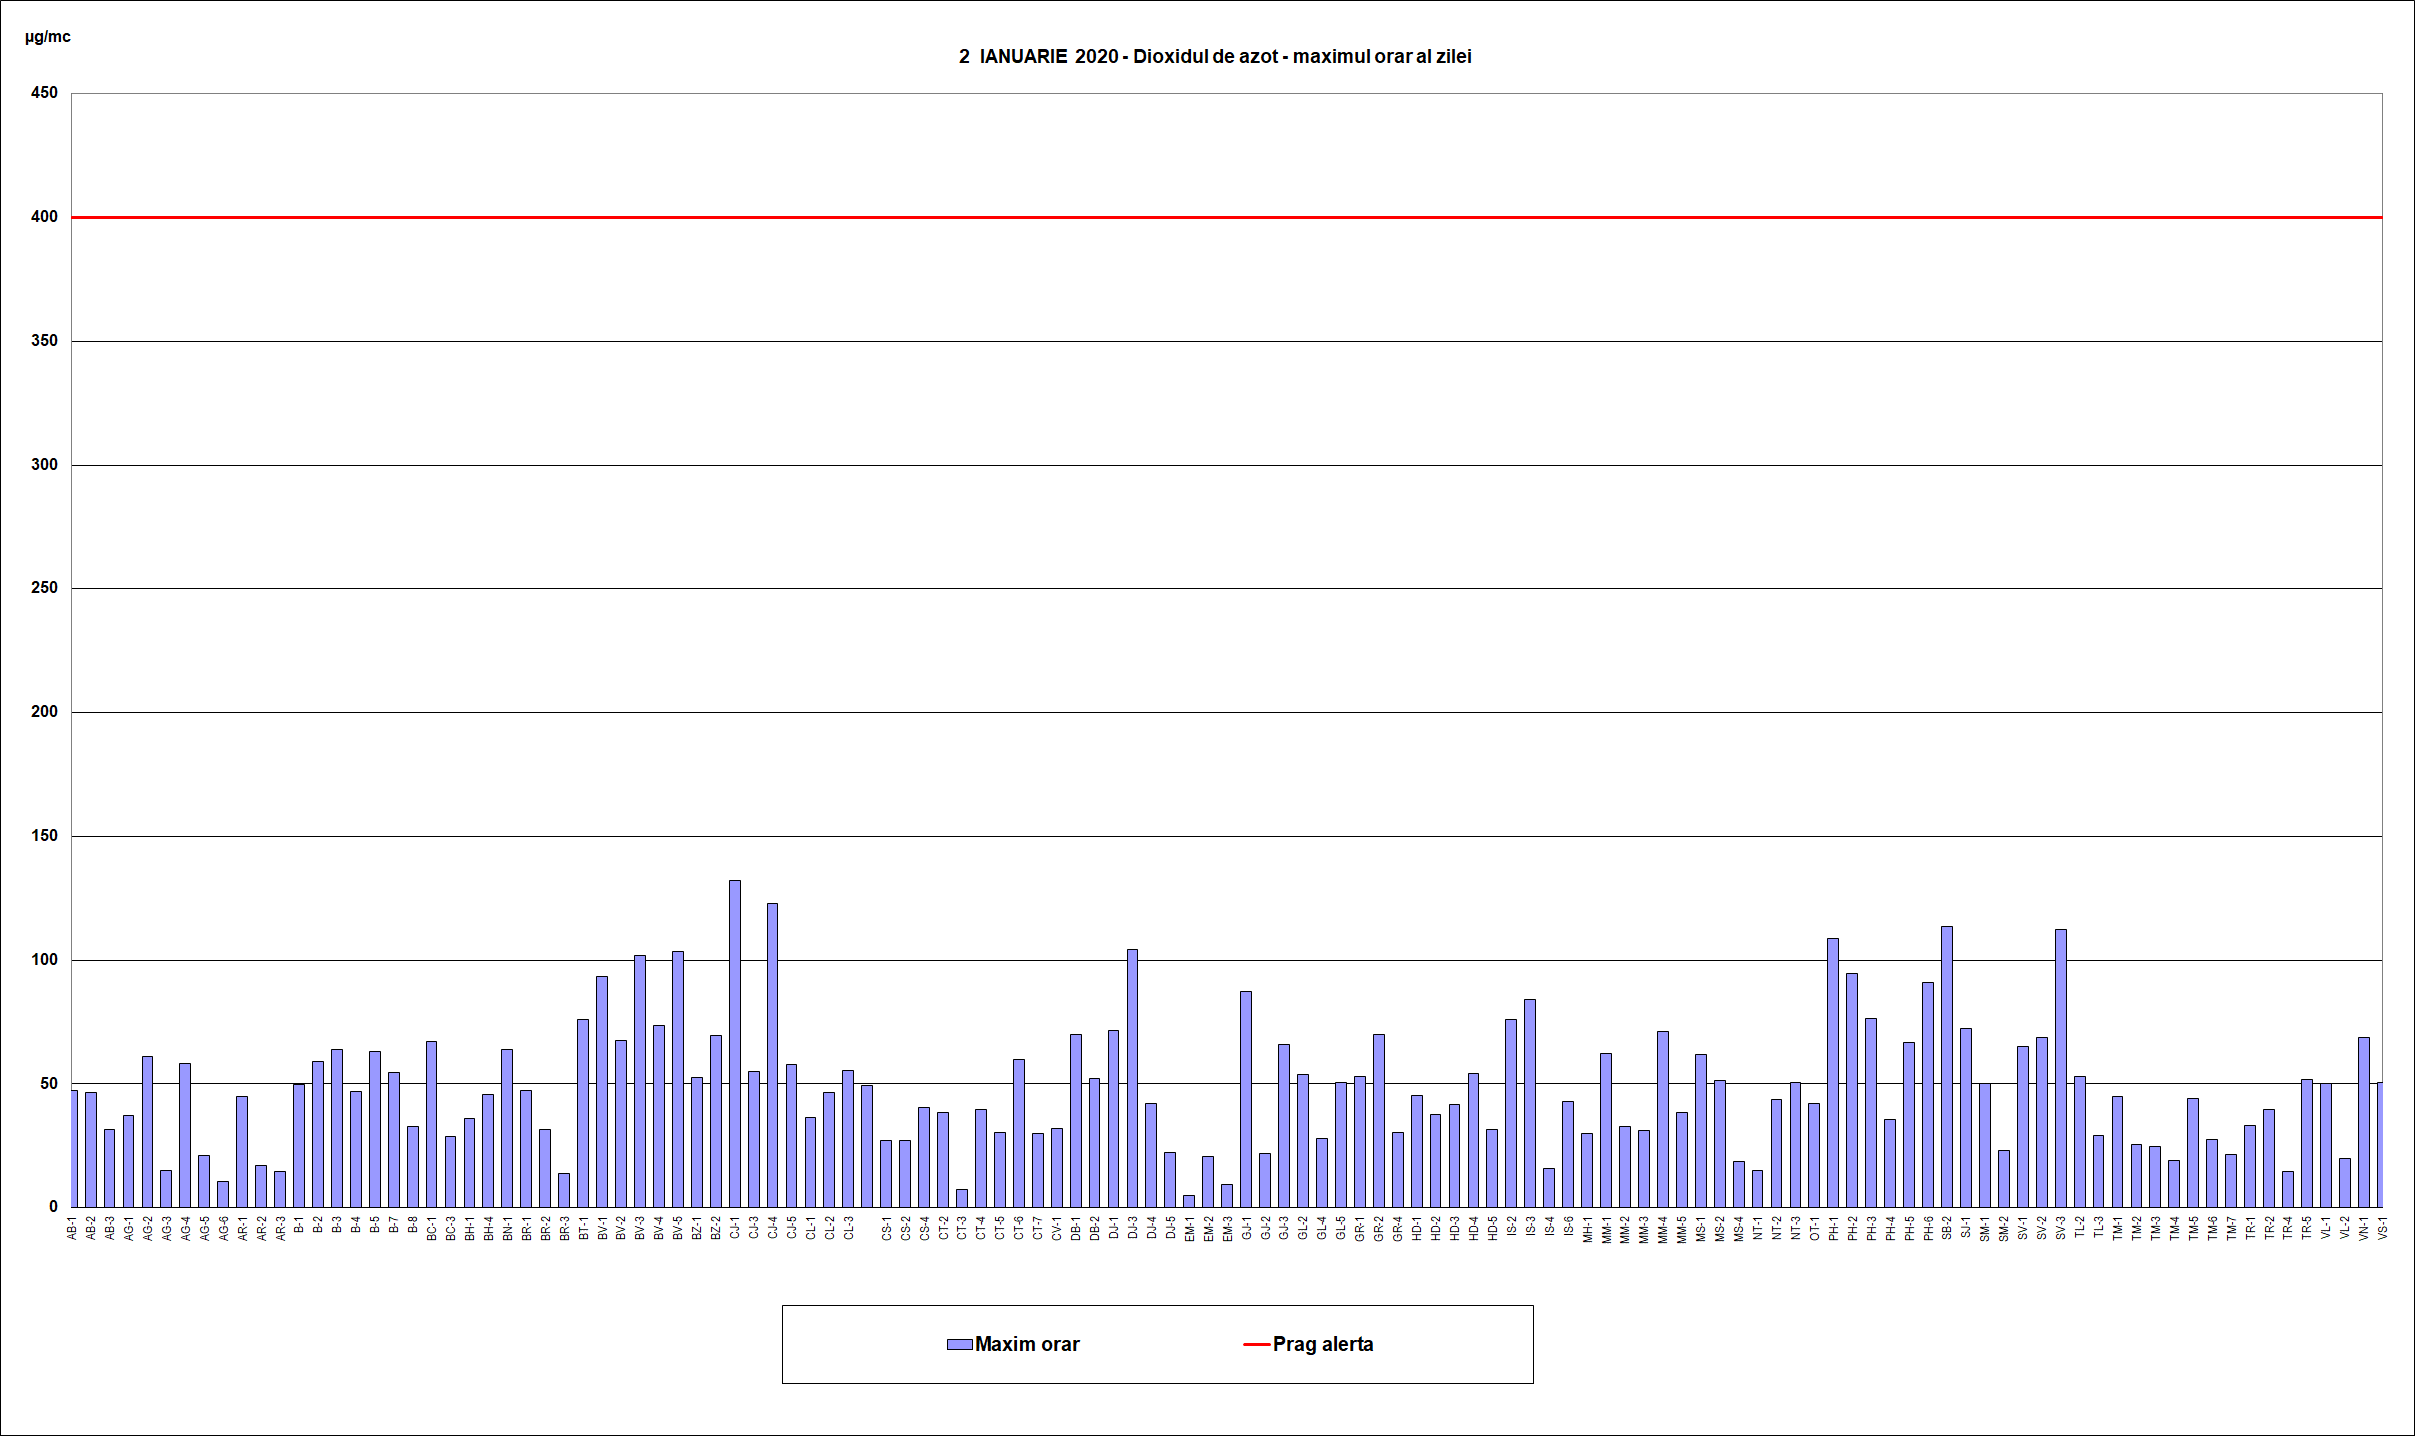 µg/mc
2 IANUARIE 2020 - Dioxidul de azot - maximul orar al zilei
450
400
350
300
250
200
150
100
50
0
AB-1 AB-2 AB-3 AG-1 AG-2 AG-3 AG-4 AG-5 AG-6 AR-1 AR-2 AR-3 B-1 B-2 B-3 B-4 B-5 B-7 B-8 BC-1 BC-3 BH-1 BH-4 BN-1 BR-1 BR-2 BR-3 BT-1 BV-1 BV-2 BV-3 BV-4 BV-5 BZ-1 BZ-2 CJ-1 CJ-3 CJ-4 CJ-5 CL-1 CL-2 CL-3 CS-1 CS-2 CS-4 CT-2 CT-3 CT-4 CT-5 CT-6 CT-7 CV-1 DB-1 DB-2 DJ-1 DJ-3 DJ-4 DJ-5 EM-1 EM-2 EM-3 GJ-1 GJ-2 GJ-3 GL-2 GL-4 GL-5 GR-1 GR-2 GR-4 HD-1 HD-2 HD-3 HD-4 HD-5 IS-2 IS-3 IS-4 IS-6 MH-1 MM-1 MM-2 MM-3 MM-4 MM-5 MS-1 MS-2 MS-4 NT-1 NT-2 NT-3 OT-1 PH-1 PH-2 PH-3 PH-4 PH-5 PH-6 SB-2 SJ-1 SM-1 SM-2 SV-1 SV-2 SV-3 TL-2 TL-3 TM-1 TM-2 TM-3 TM-4 TM-5 TM-6 TM-7 TR-1 TR-2 TR-4 TR-5 VL-1 VL-2 VN-1 VS-1
Maxim orar Prag alerta